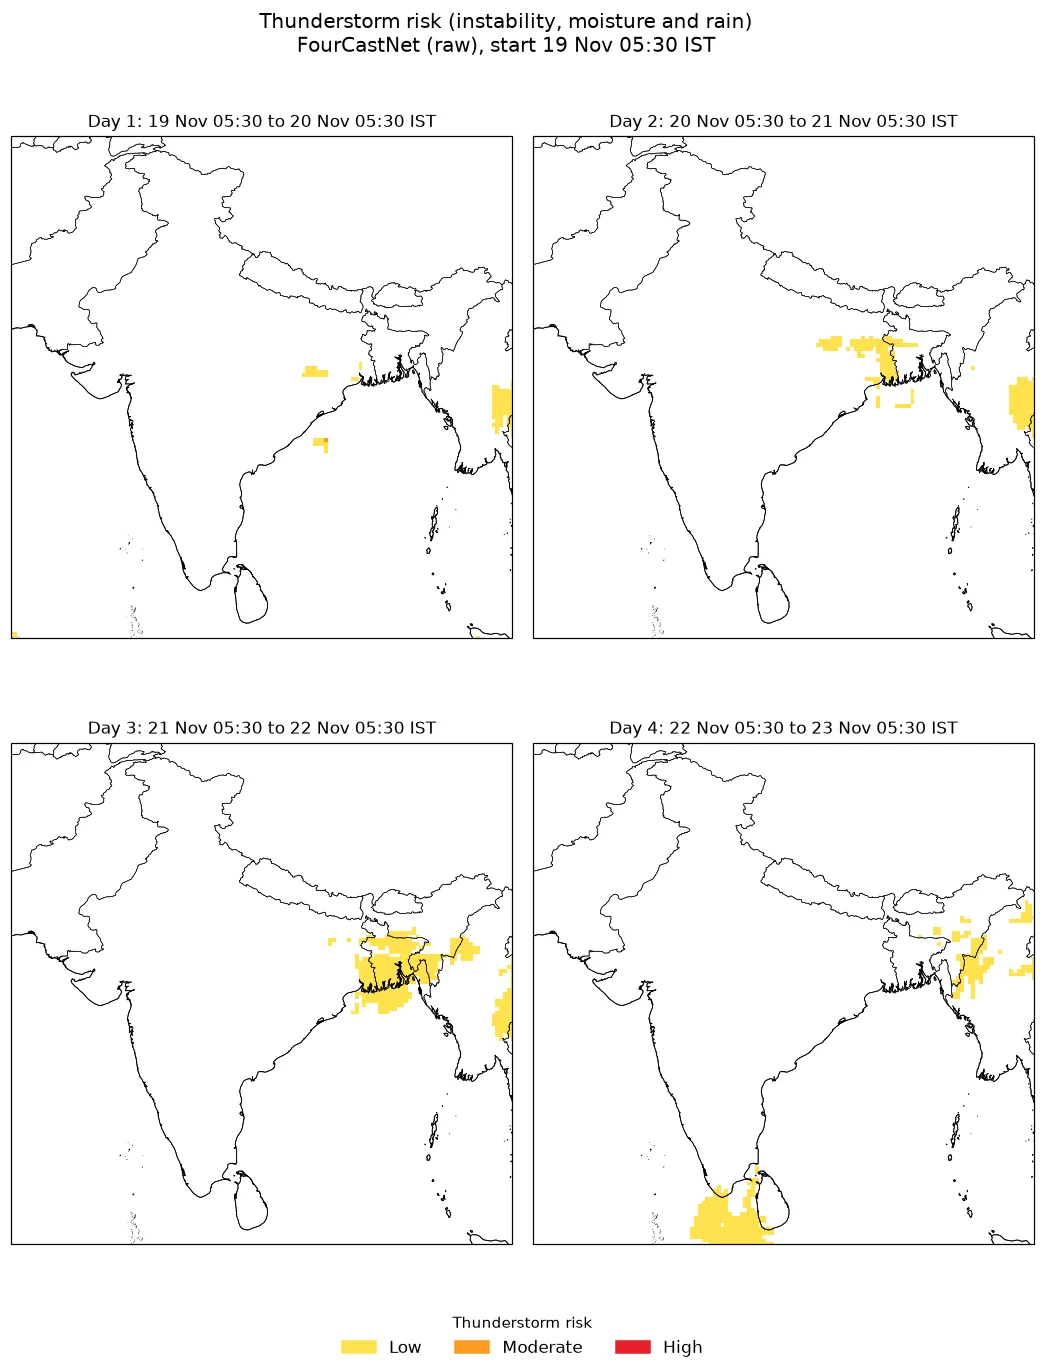 Thunderstorm risk (instability, moisture and rain)
FourCastNet (raw), start 19 Nov 05:30 IST
Day 1: 19 Nov 05:30 to 20 Nov 05:30 IST
Day 2: 20 Nov 05:30 to 21 Nov 05:30 IST
Day 3: 21 Nov 05:30 to 22 Nov 05:30 IST
Day 4: 22 Nov 05:30 to 23 Nov 05:30 IST
Thunderstorm risk
Low
Moderate
High